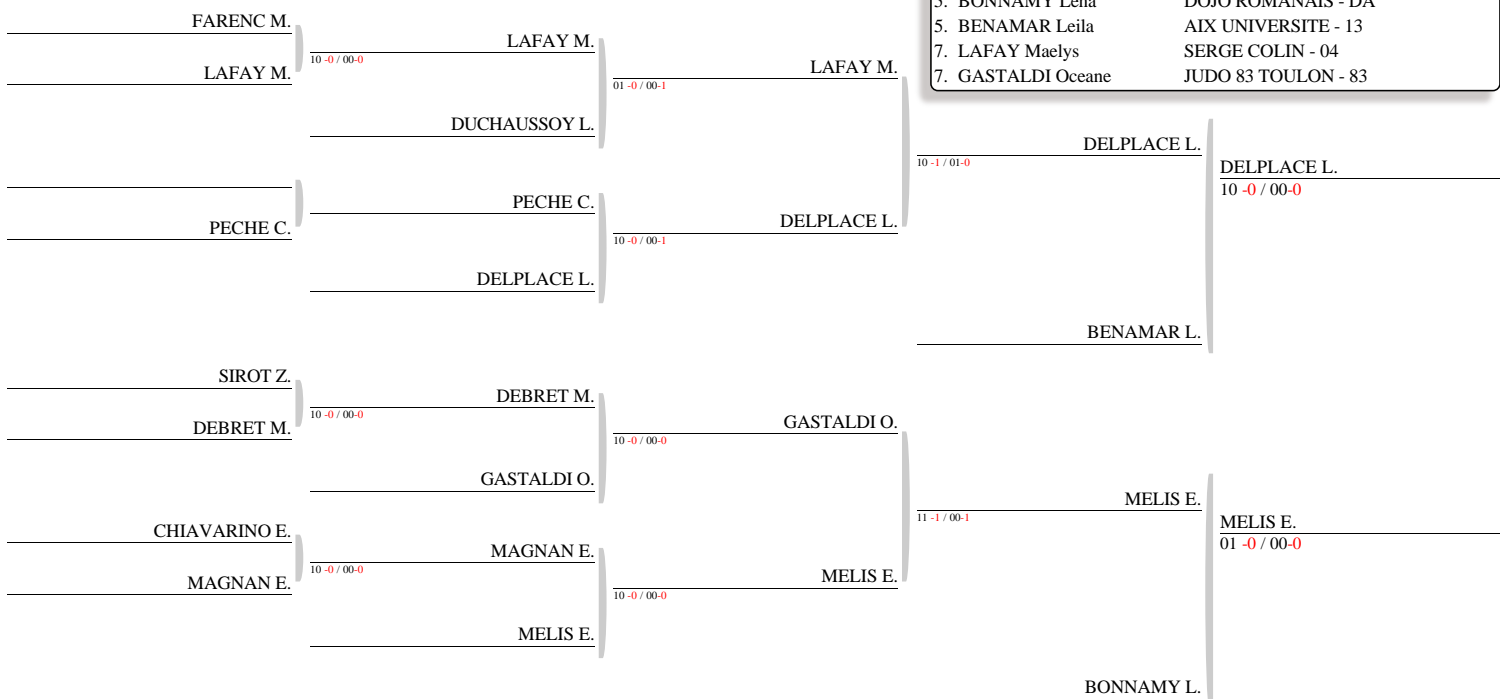 5. BONNAMY Lena DOJO ROMANAIS - DA
5. BENAMAR Leila AIX UNIVERSITE - 13
7. LAFAY Maelys SERGE COLIN - 04
7. GASTALDI Oceane JUDO 83 TOULON - 83
FARENC M.
LAFAY M.
PECHE C.
SIROT Z.
DEBRET M.
CHIAVARINO E.
MAGNAN E.
LAFAY M.
10 -0 / 00-0
DUCHAUSSOY L.
PECHE C.
DELPLACE L.
DEBRET M.
10 -0 / 00-0
GASTALDI O.
MAGNAN E.
10 -0 / 00-0
MELIS E.
LAFAY M.
01 -0 / 00-1
DELPLACE L.
10 -0 / 00-1
GASTALDI O.
10 -0 / 00-0
MELIS E.
10 -0 / 00-0
DELPLACE L.
10 -1 / 01-0
BENAMAR L.
MELIS E.
11 -1 / 00-1
BONNAMY L.
DELPLACE L.
10 -0 / 00-0
MELIS E.
01 -0 / 00-0